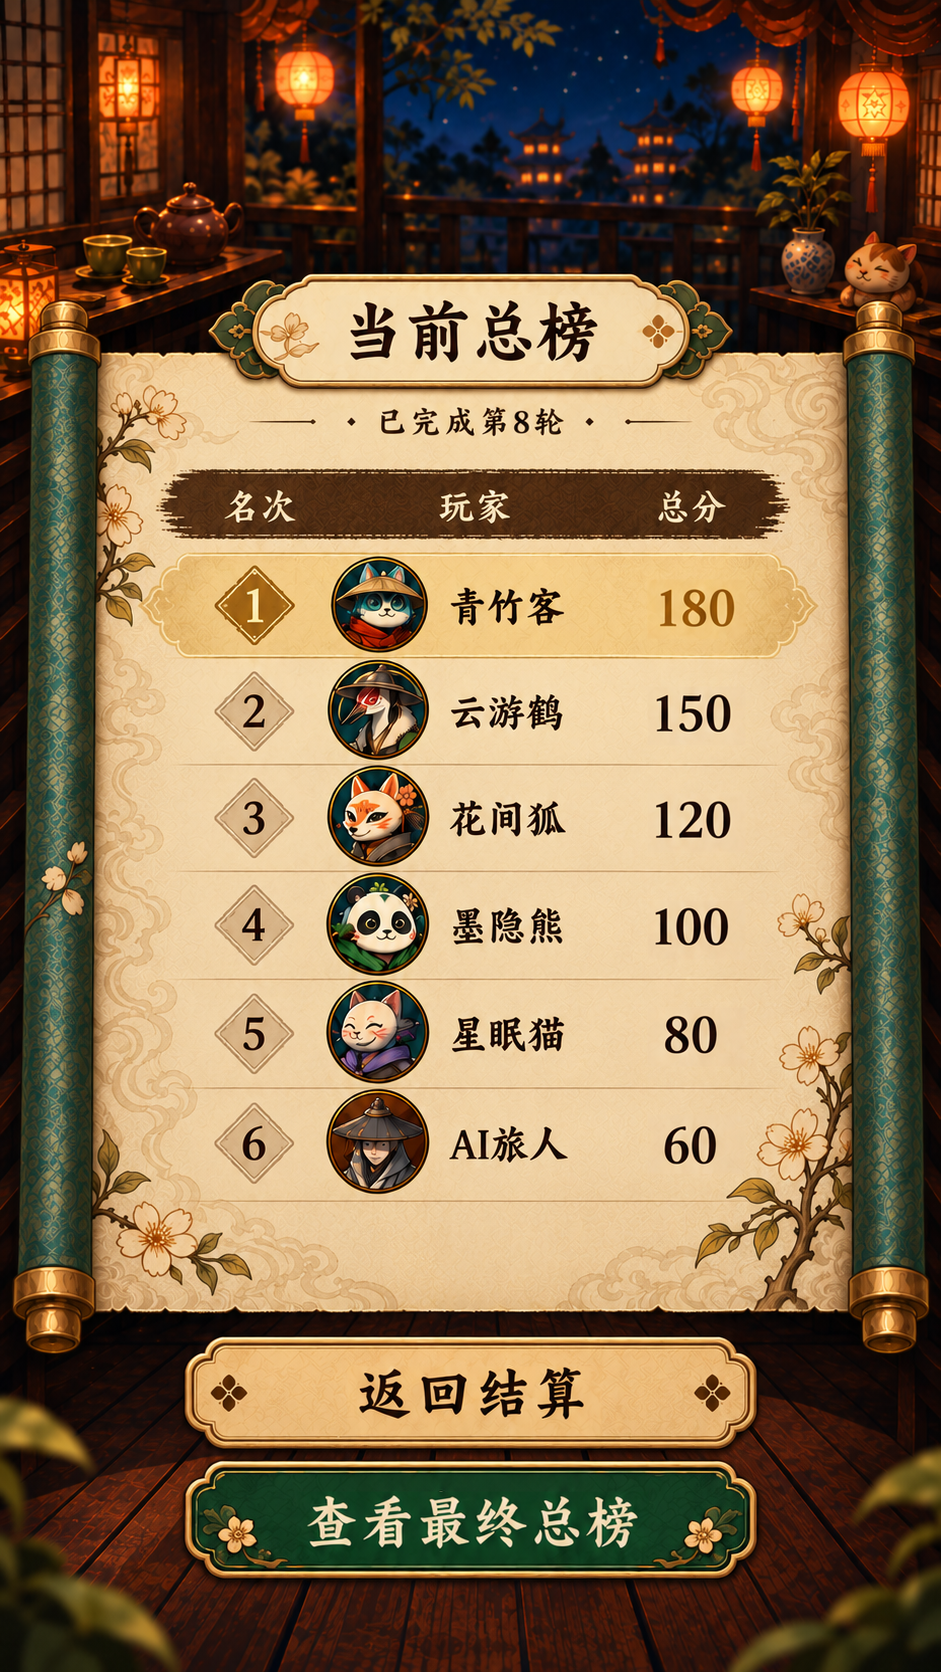 当前总榜
已完成第8轮
名次 玩家 总分
1 青竹客 180
2 云游鹤 150
3 花间狐 120
4 墨隐熊 100
5 星眠猫 80
6 AI旅人 60
返回结算
查看最终总榜